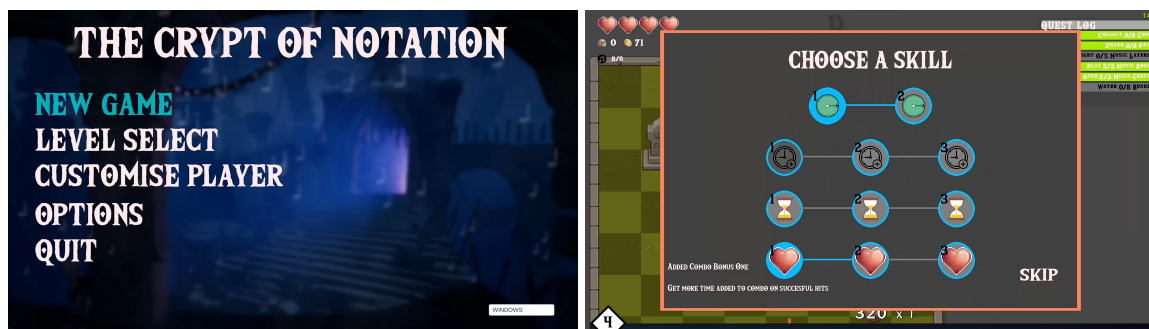 THE CRYPT OF NOTATION
NEW GAME
LEVEL SELECT
CUSTOMISE PLAYER
OPTIONS
QUIT
WINDOWS
0 71
8/8
QUEST LOG
CHOOSE A SKILL
1 2
1 2 3
1 2 3
1 2 3
ADDED COMBO BONUS ONE
GET MORE TIME ADDED TO COMBO ON SUCCESFUL HITS
SKIP
4
320 X 1